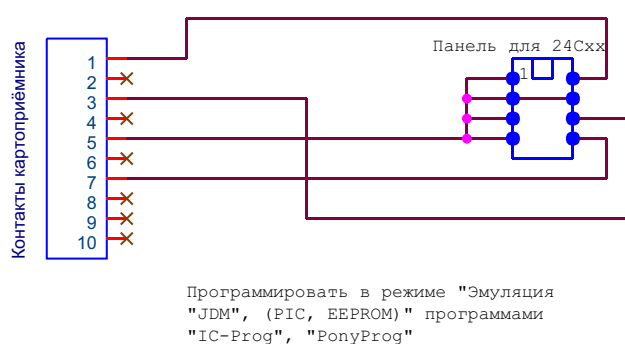 Панель для 24Cxx
1
Контакты картоприёмника
1
2
3
4
5
6
7
8
9
10
Программировать в режиме "Эмуляция
"JDM", (PIC, EEPROM)" программами
"IC-Prog", "PonyProg"